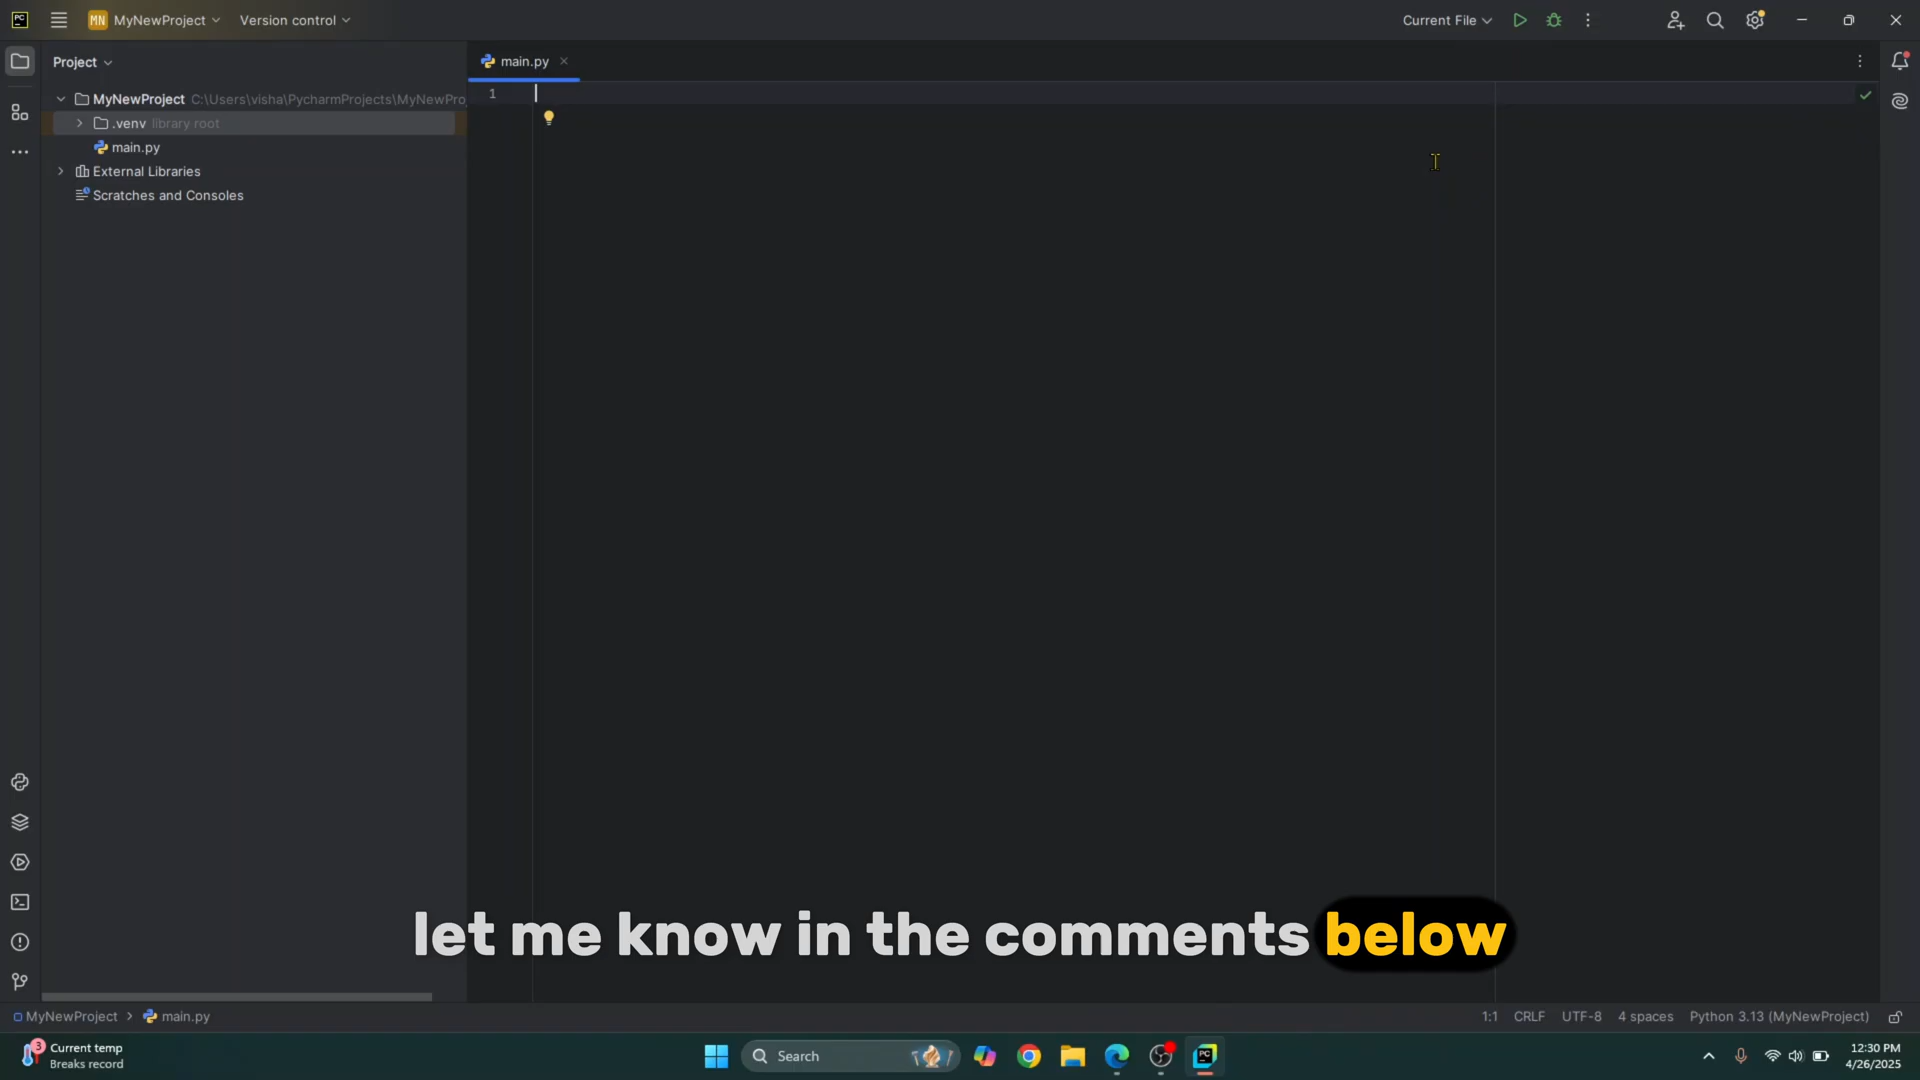 PC
MN MyNewProject
Version control
Current File
Project
main.py
MyNewProject C:\Users\visha\PycharmProjects\MyNewPro
.venv library root
main.py
External Libraries
Scratches and Consoles
1
let me know in the comments below
MyNewProject > main.py
1:1 CRLF UTF-8 4 spaces Python 3.13 (MyNewProject)
3
Current temp
Breaks record
Search
PC
12:30 PM
4/26/2025